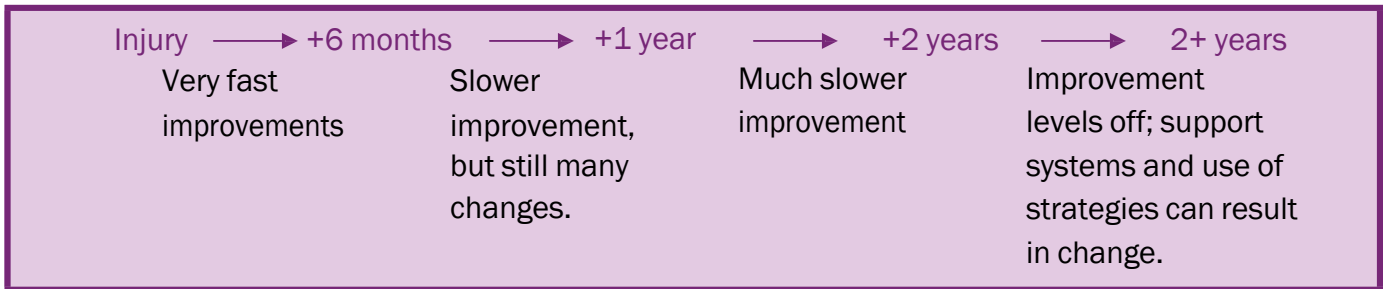 Injury → +6 months → +1 year → +2 years → 2+ years
Very fast
improvements
Slower
improvement,
but still many
changes.
Much slower
improvement
Improvement
levels off; support
systems and use of
strategies can result
in change.